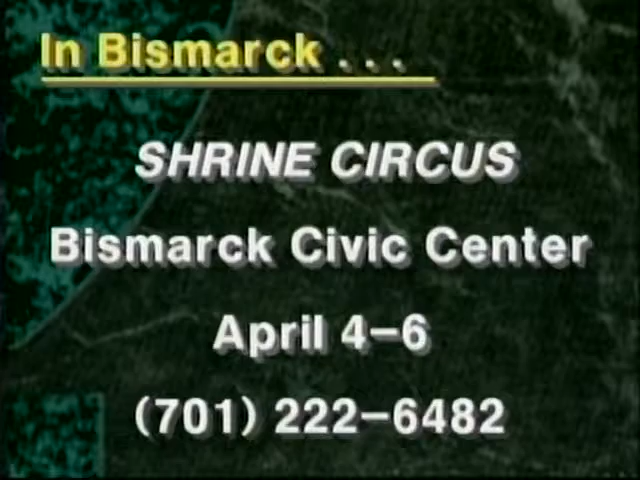 In Bismarck . . .
SHRINE CIRCUS
Bismarck Civic Center
April 4–6
(701) 222–6482